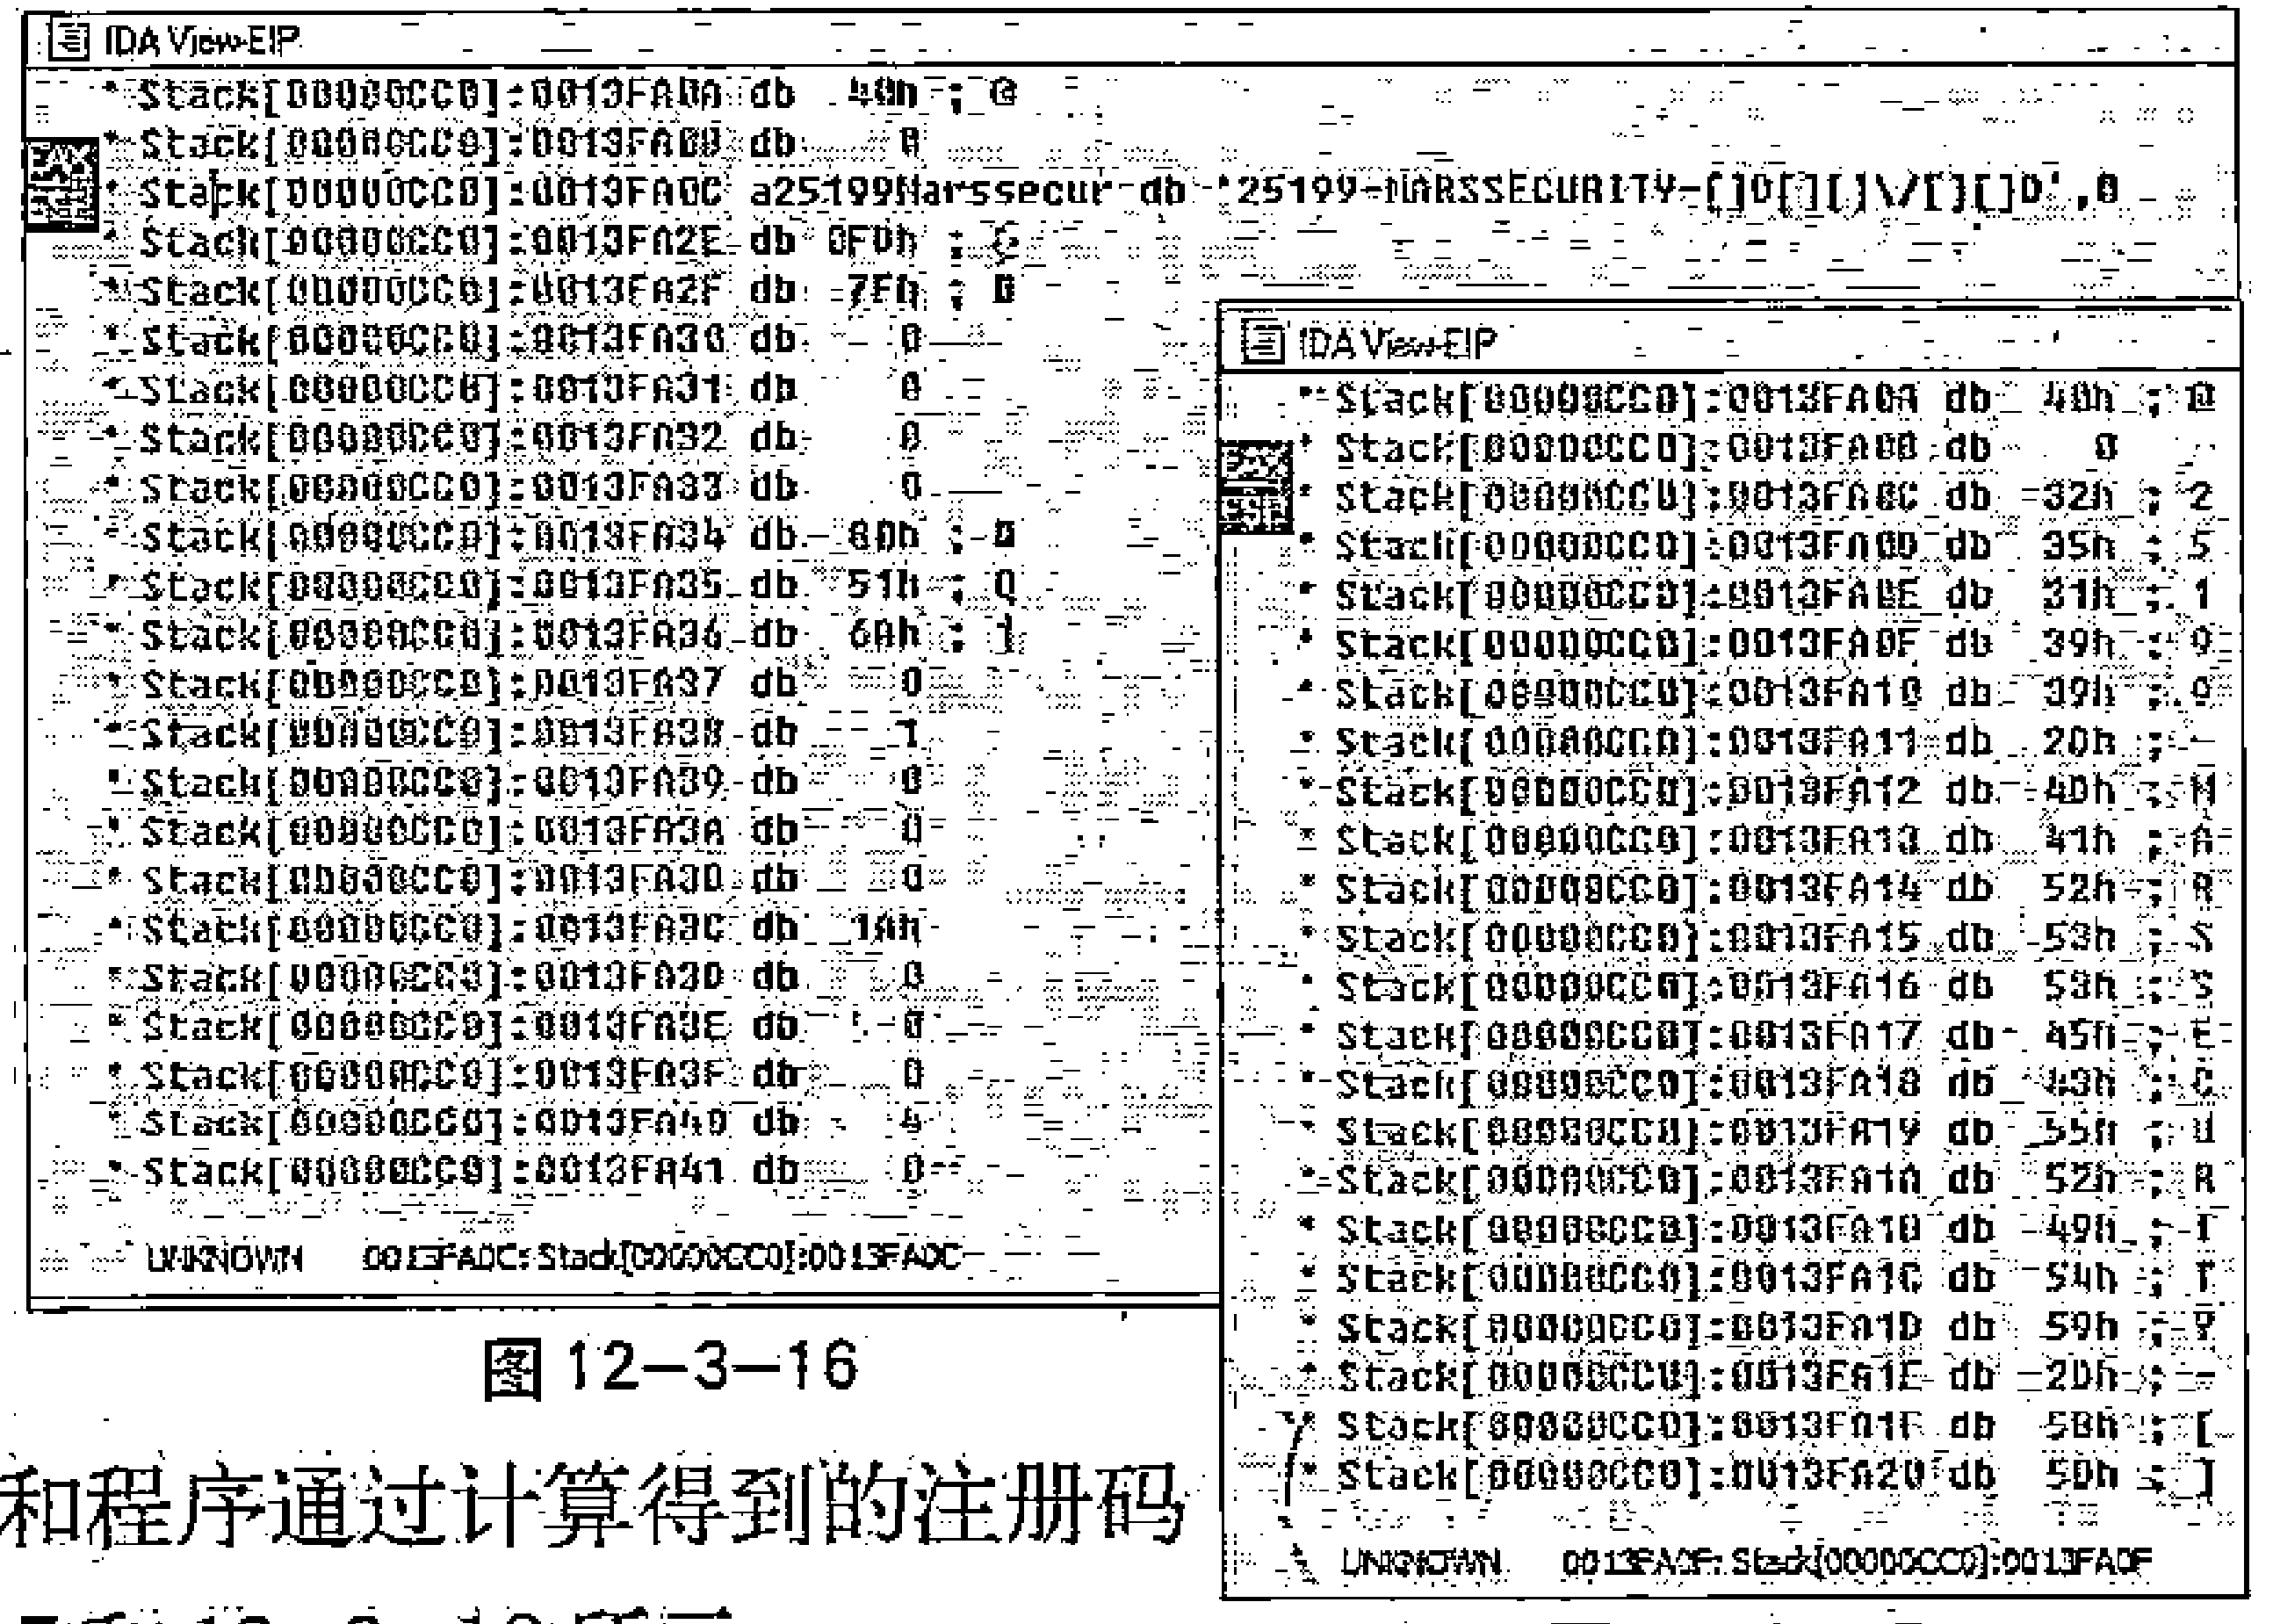 IDA View-EIP
Stack[00000CC0]:0013FA0A db 40h ; @
Stack[00000CC0]:0013FA0B db 0
Stack[00000CC0]:0013FA0C a25199Marssecur db '25199-MARSSECURITY-[]D[][]\/[][]D',0
Stack[00000CC0]:0013FA2E db 0FDh ;
Stack[00000CC0]:0013FA2F db 7Fh ;
Stack[00000CC0]:0013FA30 db 0
Stack[00000CC0]:0013FA31 db 0
Stack[00000CC0]:0013FA32 db 0
Stack[00000CC0]:0013FA33 db 0
Stack[00000CC0]:0013FA34 db ;
Stack[00000CC0]:0013FA35 db 51h ; Q
Stack[00000CC0]:0013FA36 db 6Ah ; j
Stack[00000CC0]:0013FA37 db 0
Stack[00000CC0]:0013FA38 db 1
Stack[00000CC0]:0013FA39 db 0
Stack[00000CC0]:0013FA3A db 0
Stack[00000CC0]:0013FA3B db 0
Stack[00000CC0]:0013FA3C db 1Ah
Stack[00000CC0]:0013FA3D db 0
Stack[00000CC0]:0013FA3E db 0
Stack[00000CC0]:0013FA3F db 0
Stack[00000CC0]:0013FA40 db 4
Stack[00000CC0]:0013FA41 db 0
UNKNOWN 0013FA0C: Stack[00000CC0]:0013FA0C
IDA View-EIP
Stack[00000CC0]:0013FA0A db 40h ; @
Stack[00000CC0]:0013FA0B db 0
Stack[00000CC0]:0013FA0C db 32h ; 2
Stack[00000CC0]:0013FA0D db 35h ; 5
Stack[00000CC0]:0013FA0E db 31h ; 1
Stack[00000CC0]:0013FA0F db 39h ; 9
Stack[00000CC0]:0013FA10 db 39h ; 9
Stack[00000CC0]:0013FA11 db 2Dh ; -
Stack[00000CC0]:0013FA12 db 4Dh ; M
Stack[00000CC0]:0013FA13 db 41h ; A
Stack[00000CC0]:0013FA14 db 52h ; R
Stack[00000CC0]:0013FA15 db 53h ; S
Stack[00000CC0]:0013FA16 db 53h ; S
Stack[00000CC0]:0013FA17 db 45h ; E
Stack[00000CC0]:0013FA18 db 43h ; C
Stack[00000CC0]:0013FA19 db 55h ; U
Stack[00000CC0]:0013FA1A db 52h ; R
Stack[00000CC0]:0013FA1B db 49h ; I
Stack[00000CC0]:0013FA1C db 54h ; T
Stack[00000CC0]:0013FA1D db 59h ; Y
Stack[00000CC0]:0013FA1E db 2Dh ; -
Stack[00000CC0]:0013FA1F db 5Bh ; [
Stack[00000CC0]:0013FA20 db 5Dh ; ]
UNKNOWN 0013FA0F: Stack[00000CC0]:0013FA0F
图 12-3-16
和程序通过计算得到的注册码